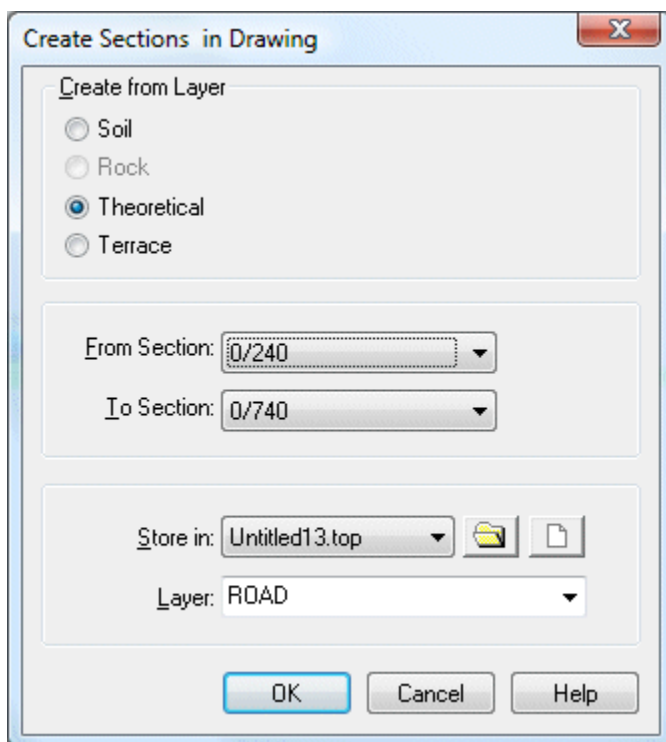 Create Sections  in Drawing
Create from Layer
Soil
Rock
Theoretical
Terrace
From Section: 0/240
To Section: 0/740
Store in: Untitled13.top
Layer: ROAD
OK Cancel Help